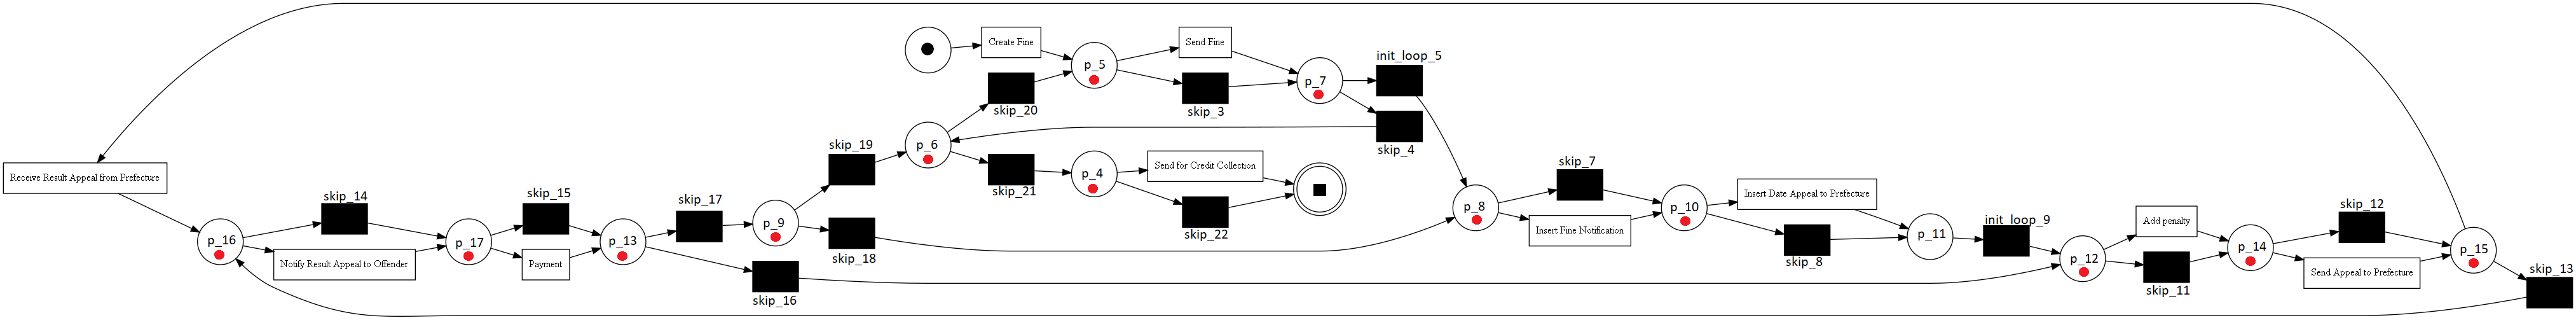 init_loop_5
Create Fine
Send Fine
p_5
p_7
skip_20
skip_3
skip_19
p_6
skip_4
Receive Result Appeal from Prefecture
skip_21
p_4
Send for Credit Collection
skip_7
skip_14
skip_15
skip_17
p_9
skip_22
p_8
p_10
Insert Date Appeal to Prefecture
skip_12
p_16
p_17
p_13
skip_18
Insert Fine Notification
p_11
init_loop_9
Add penalty
p_14
p_15
Notify Result Appeal to Offender
Payment
skip_16
skip_8
p_12
skip_11
Send Appeal to Prefecture
skip_13